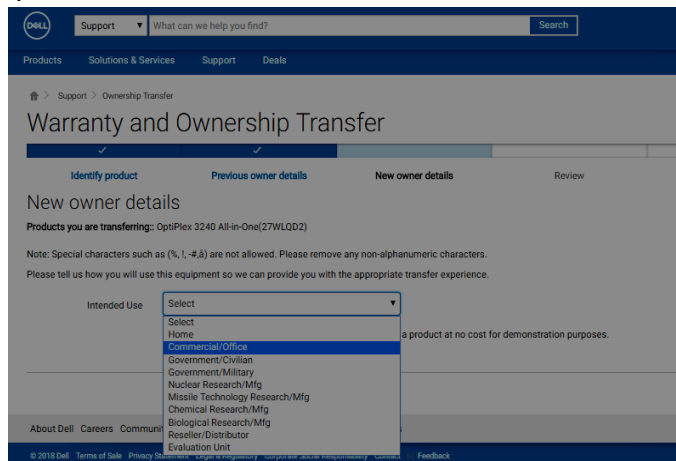 DELL
Support ▼ What can we help you find? Search
Products Solutions & Services Support Deals
Support > Ownership Transfer
Warranty and Ownership Transfer
Identify product Previous owner details New owner details Review
New owner details
Products you are transferring:: OptiPlex 3240 All-in-One(27WLQD2)
Note: Special characters such as (%, !, -#,å) are not allowed. Please remove any non-alphanumeric characters.
Please tell us how you will use this equipment so we can provide you with the appropriate transfer experience.
Intended Use Select
Select
Home
a product at no cost for demonstration purposes.
Commercial/Office
Government/Civilian
Government/Military
Nuclear Research/Mfg
Missile Technology Research/Mfg
Chemical Research/Mfg
Biological Research/Mfg
Reseller/Distributor
Evaluation Unit
About Dell Careers Communi
© 2018 Dell Terms of Sale Privacy Statement Legal & Regulatory Corporate Social Responsibility Contact Feedback